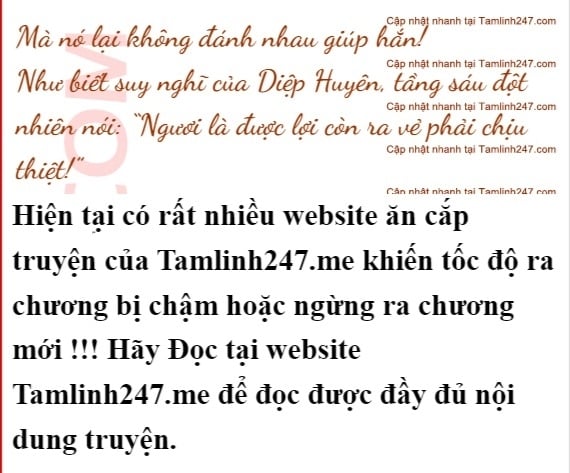 Cập nhật nhanh tại Tamlinh247.com
Mà nó lại không đánh nhau giúp hắn!
Cập nhật nhanh tại Tamlinh247.com
Như biết suy nghĩ của Diệp Huyên, tầng sáu đột
Cập nhật nhanh tại Tamlinh247.com
nhiên nói: "Ngươi là được lợi còn ra vẻ phải chịu
Cập nhật nhanh tại Tamlinh247.com
thiệt!"
Cập nhật nhanh tại Tamlinh247.com
COM
Hiện tại có rất nhiều website ăn cắp
truyện của Tamlinh247.me khiến tốc độ ra
chương bị chậm hoặc ngừng ra chương
mới !!! Hãy Đọc tại website
Tamlinh247.me để đọc được đầy đủ nội
dung truyện.